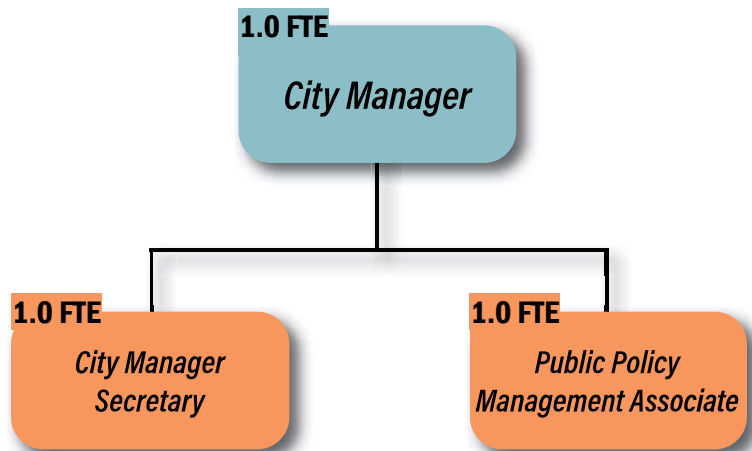 1.0 FTE
City Manager
1.0 FTE
City Manager
Secretary
1.0 FTE
Public Policy
Management Associate